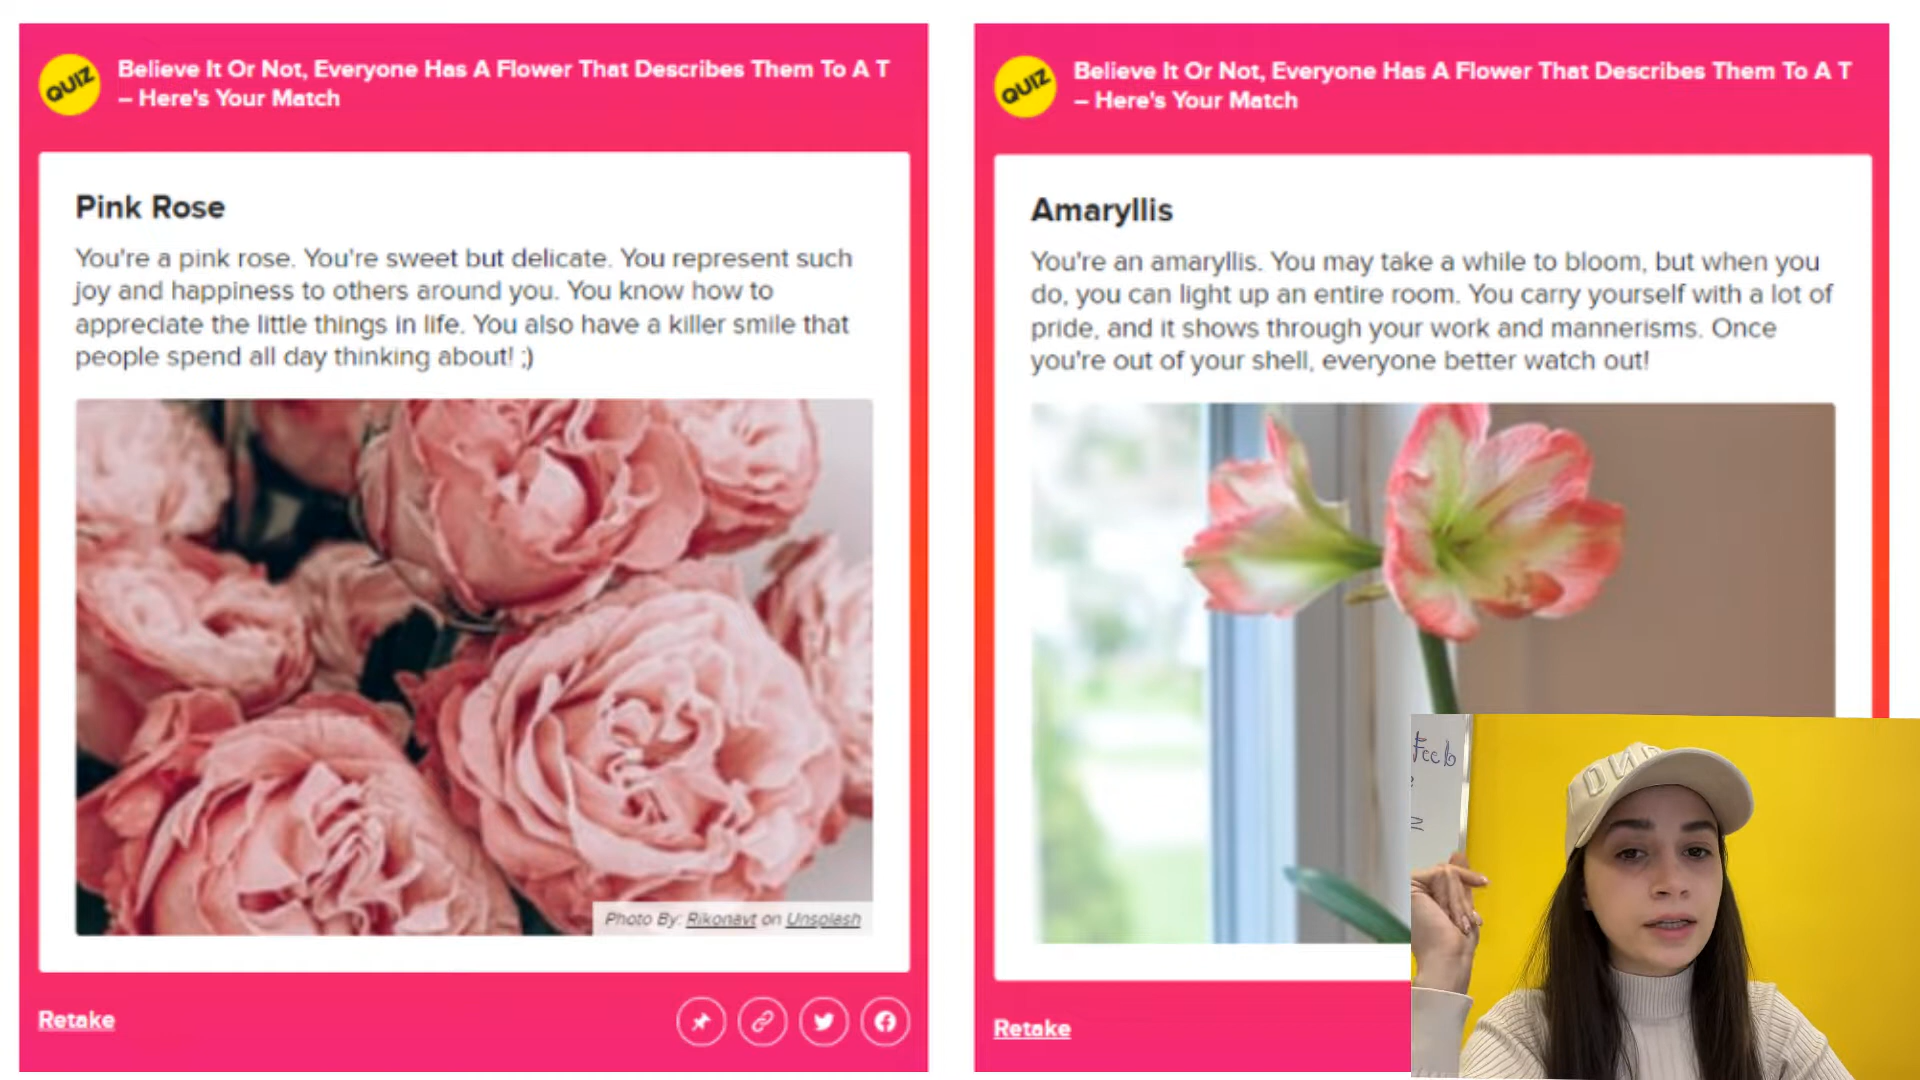 QUIZ
Believe It Or Not, Everyone Has A Flower That Describes Them To A T
– Here's Your Match
Pink Rose
You're a pink rose. You're sweet but delicate. You represent such
joy and happiness to others around you. You know how to
appreciate the little things in life. You also have a killer smile that
people spend all day thinking about! ;)
Photo By: Rikonavt on Unsplash
Retake
QUIZ
Believe It Or Not, Everyone Has A Flower That Describes Them To A T
– Here's Your Match
Amaryllis
You're an amaryllis. You may take a while to bloom, but when you
do, you can light up an entire room. You carry yourself with a lot of
pride, and it shows through your work and mannerisms. Once
you're out of your shell, everyone better watch out!
Retake